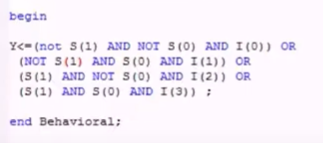 begin
Y<=(not S(1) AND NOT S(0) AND I(0)) OR
(NOT S(1) AND S(0) AND I(1)) OR
(S(1) AND NOT S(0) AND I(2)) OR
(S(1) AND S(0) AND I(3)) ;
end Behavioral;